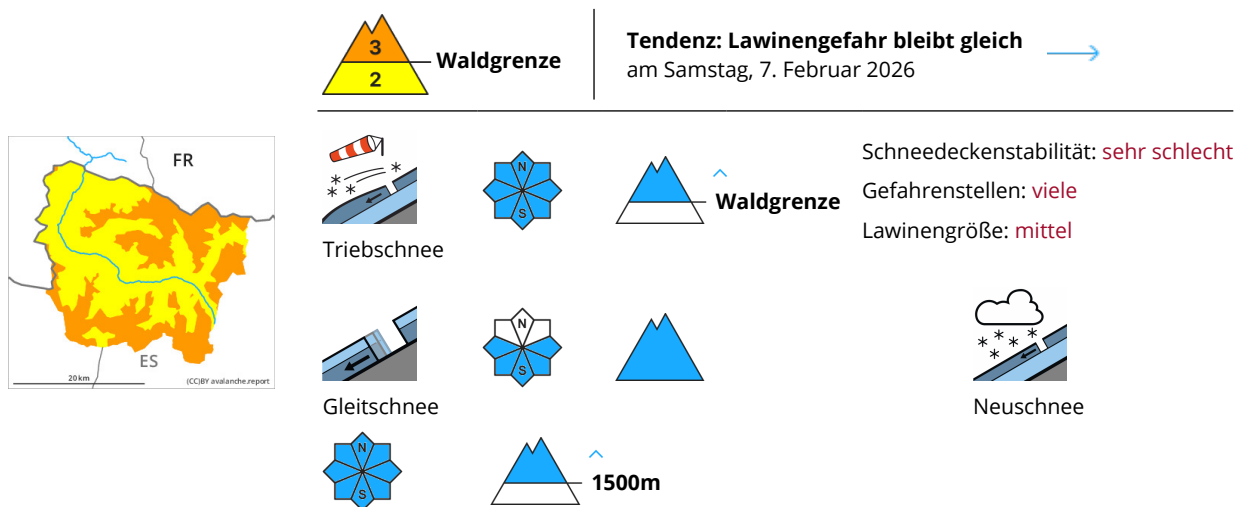 3
2
Waldgrenze
Tendenz: Lawinengefahr bleibt gleich
am Samstag, 7. Februar 2026
FR
ES
20 km
(CC)BY avalanche.report
N
S
Waldgrenze
Triebschnee
Schneedeckenstabilität: sehr schlecht
Gefahrenstellen: viele
Lawinengröße: mittel
N
S
Gleitschnee
Neuschnee
N
S
1500m